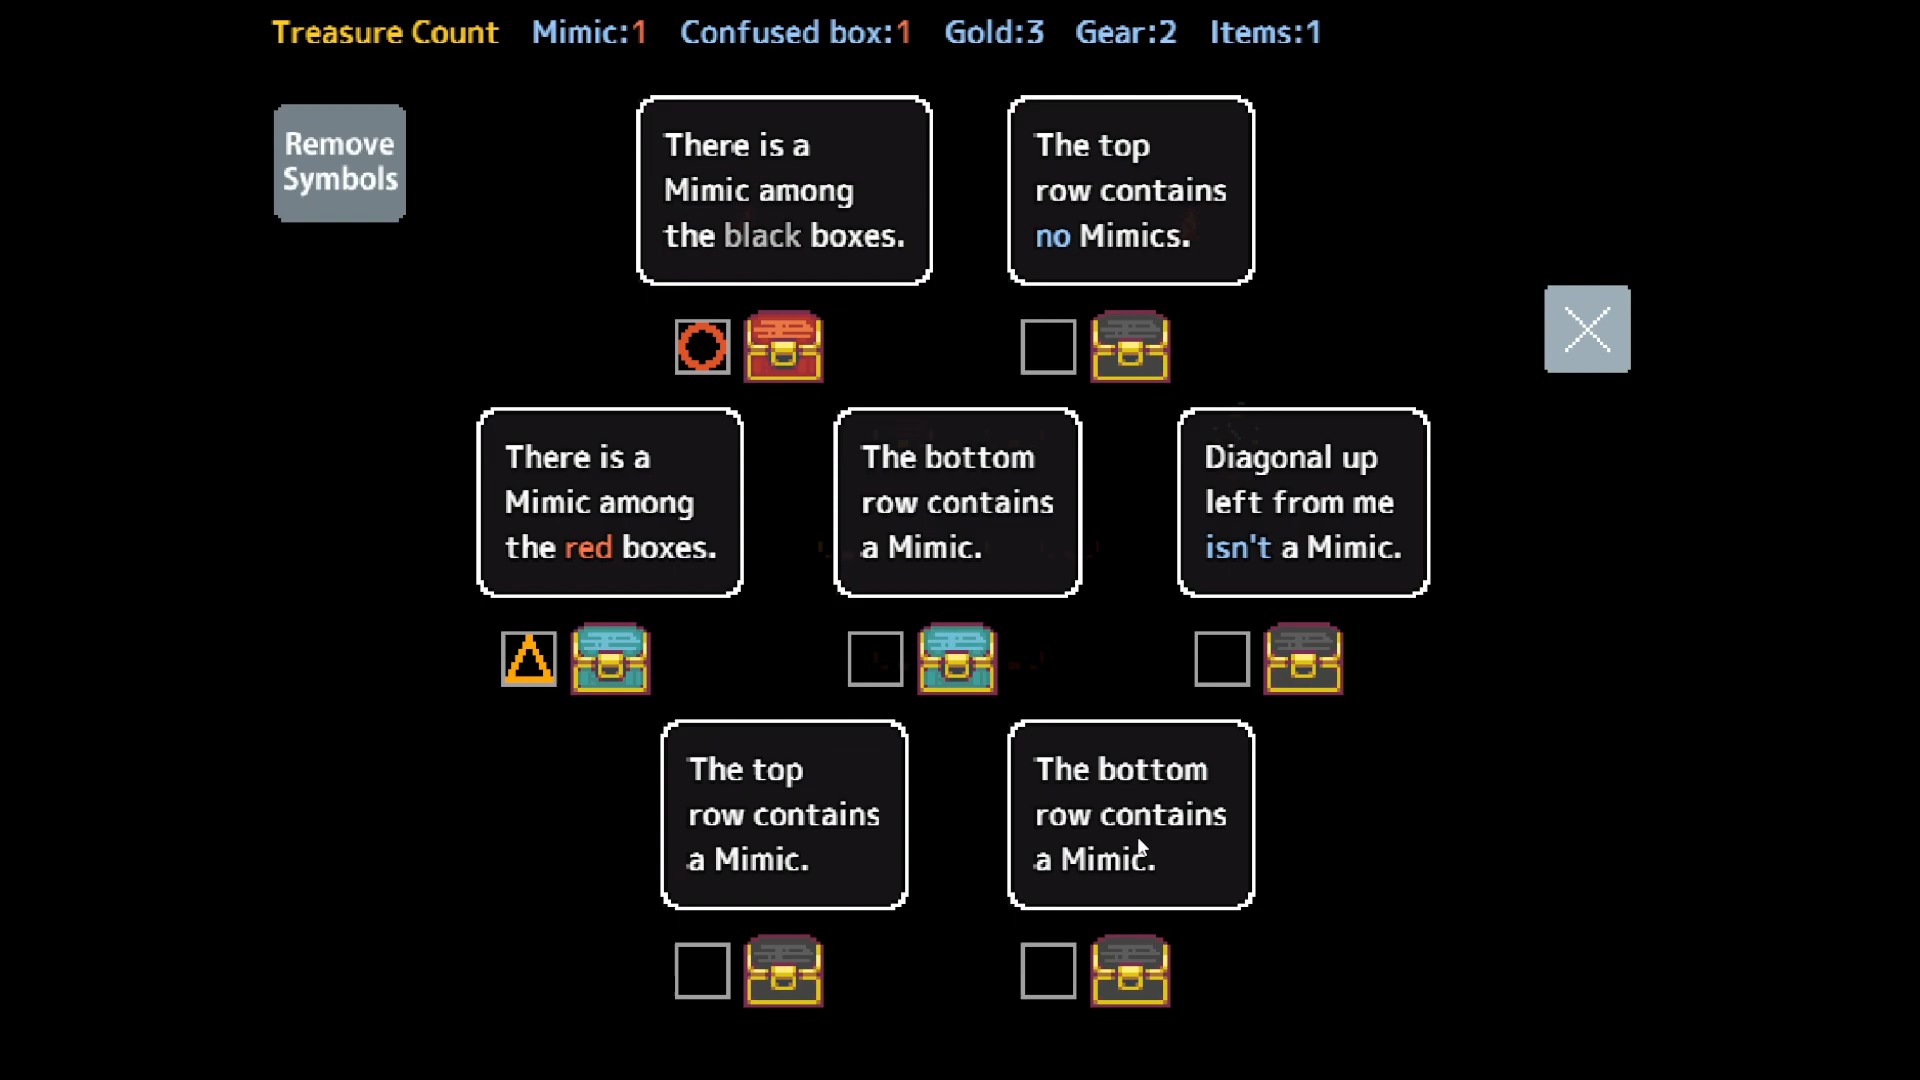 Treasure Count Mimic:1 Confused box:1 Gold:3 Gear:2 Items:1
Remove
Symbols
There is a
Mimic among
the black boxes.
The top
row contains
no Mimics.
There is a
Mimic among
the red boxes.
The bottom
row contains
a Mimic.
Diagonal up
left from me
isn't a Mimic.
The top
row contains
a Mimic.
The bottom
row contains
a Mimic.